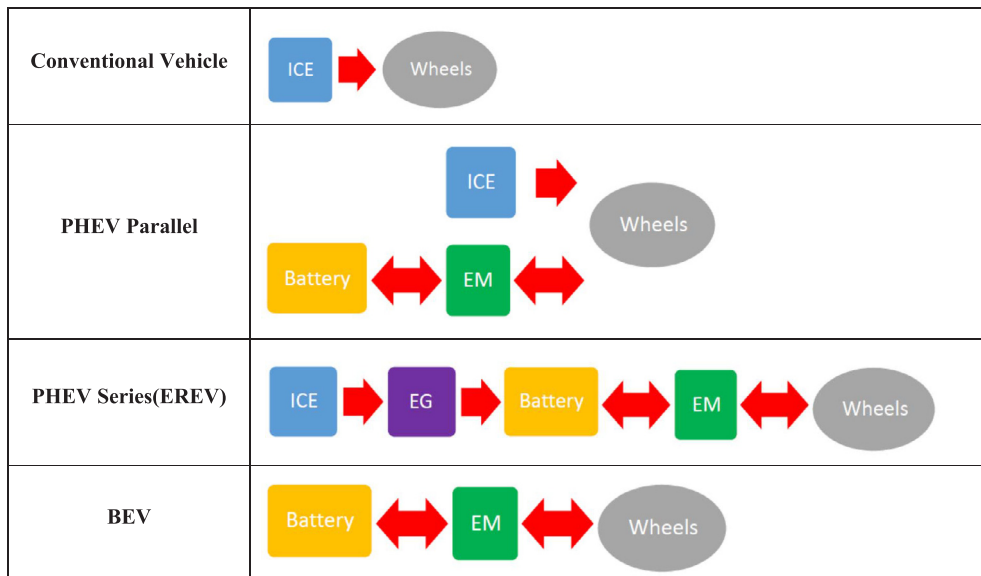 Conventional Vehicle
ICE
Wheels
PHEV Parallel
ICE
Wheels
Battery
EM
PHEV Series(EREV)
ICE
EG
Battery
EM
Wheels
BEV
Battery
EM
Wheels